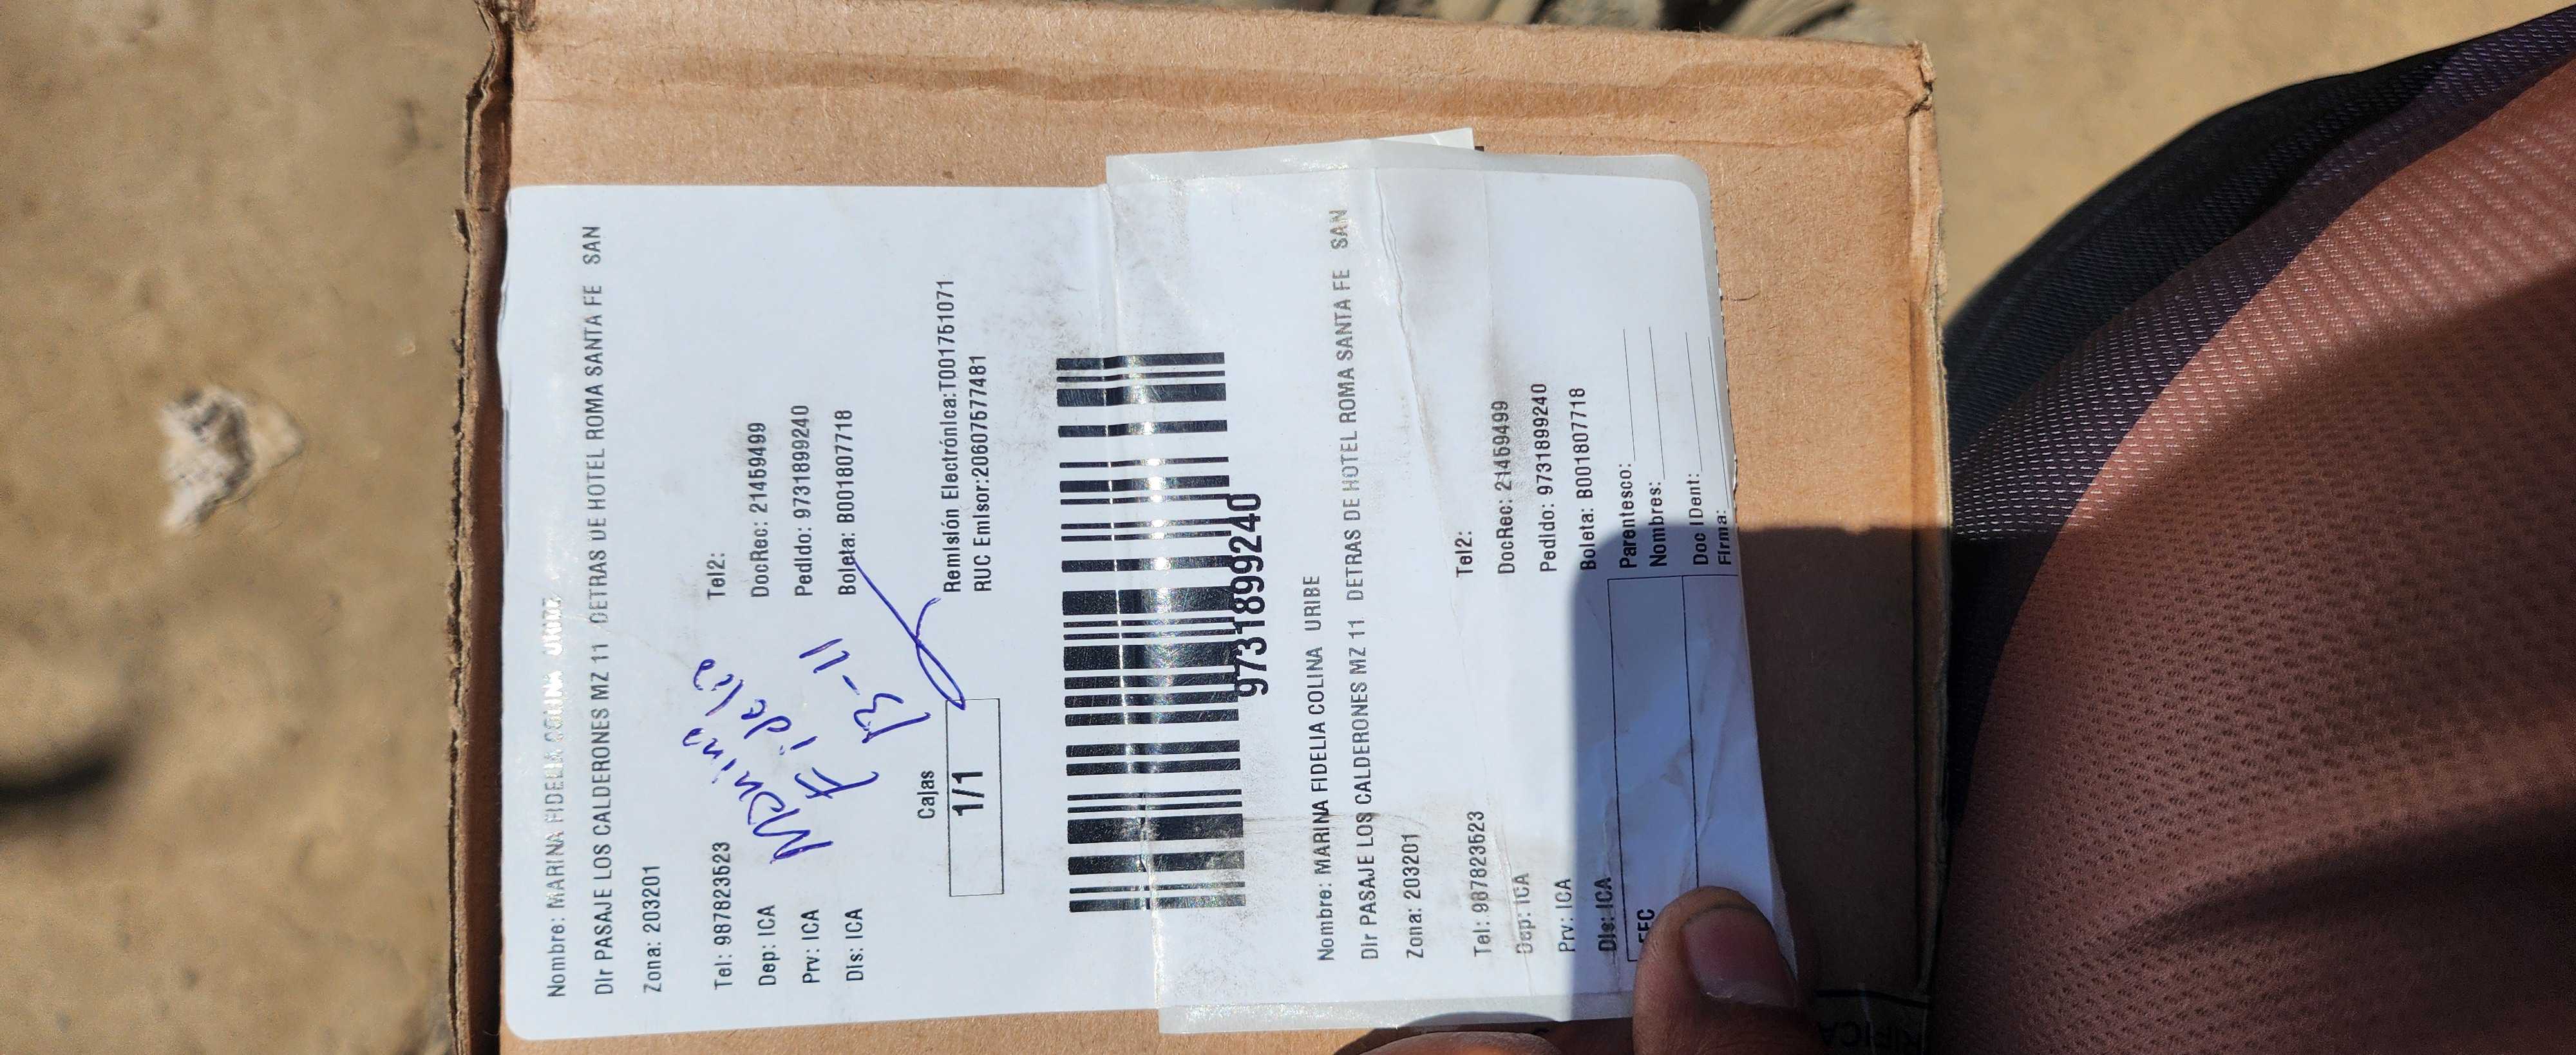 Nombre: MARINA FIDELIA COLINA URIBE
Dir PASAJE LOS CALDERONES MZ 11 DETRAS DE HOTEL ROMA SANTA FE SAN
Zona: 203201
Tel: 987823523 Tel2:
Dep: ICA DocRec: 21459499
Prv: ICA Pedido: 9731899240
Dis: ICA Boleta: B001807718
Marina
Fidelia
13-11
Cajas
1/1
Remisión Electrónica:T001751071
RUC Emisor:20607577481
9731899240
Nombre: MARINA FIDELIA COLINA URIBE
Dir PASAJE LOS CALDERONES MZ 11 DETRAS DE HOTEL ROMA SANTA FE SAN
Zona: 203201
Tel: 987823523 Tel2:
Dep: ICA DocRec: 21459499
Prv: ICA Pedido: 9731899240
Dis: ICA Boleta: B001807718
FEC
Parentesco:
Nombres:
Doc IDent:
Firma: